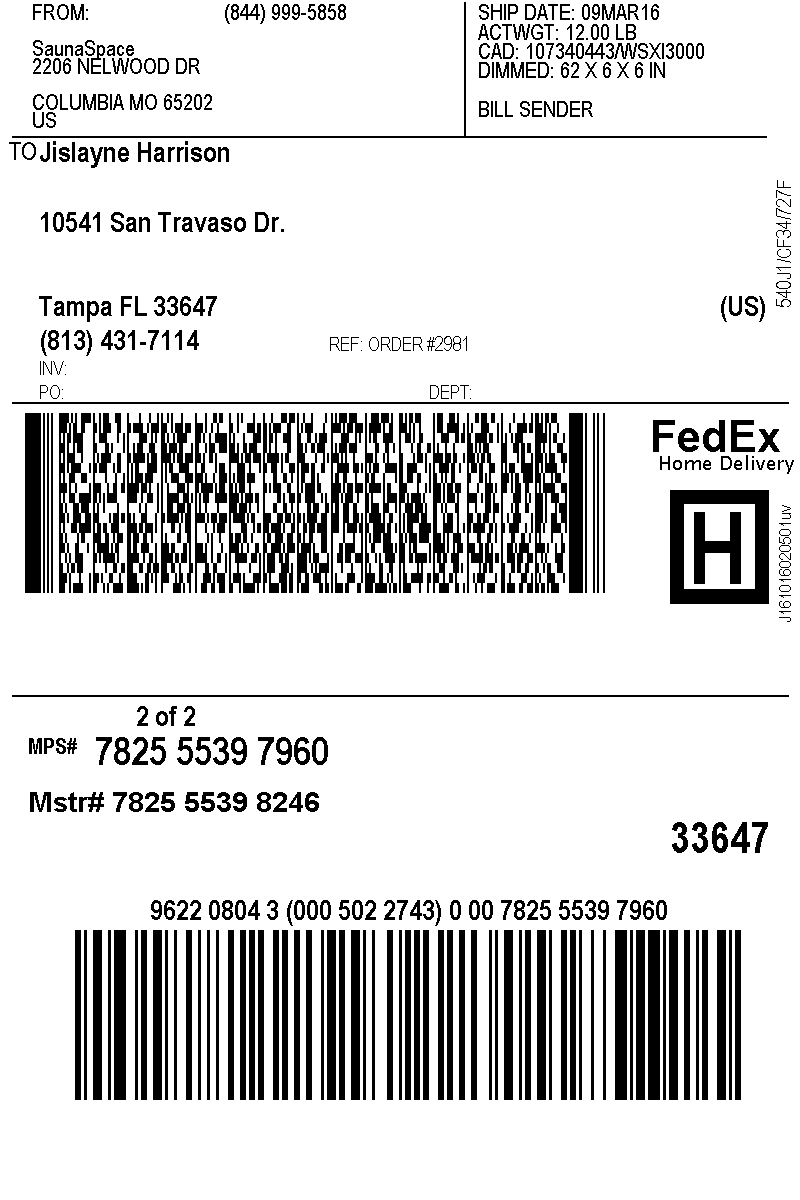 FROM: (844) 999-5858
SaunaSpace
2206 NELWOOD DR
COLUMBIA MO 65202
US
SHIP DATE: 09MAR16
ACTWGT: 12.00 LB
CAD: 107340443/WSXI3000
DIMMED: 62 X 6 X 6 IN
BILL SENDER
TO Jislayne Harrison
10541 San Travaso Dr.
Tampa FL 33647 (US)
(813) 431-7114 REF: ORDER #2981
INV:
PO: DEPT:
540J1/CF34/727F
FedEx
Home Delivery
H
J161016020501uv
2 of 2
MPS# 7825 5539 7960
Mstr# 7825 5539 8246
33647
9622 0804 3 (000 502 2743) 0 00 7825 5539 7960